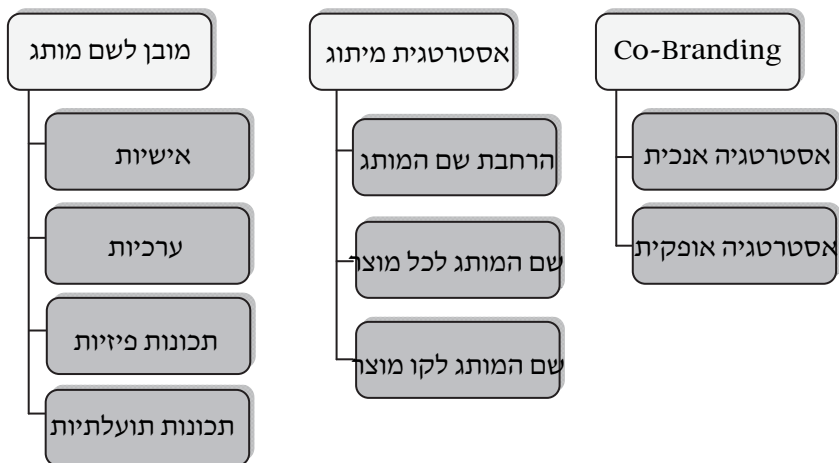 מובן לשם מותג
אישיות
ערכיות
תכונות פיזיות
תכונות תועלתיות
אסטרטגית מיתוג
הרחבת שם המותג
שם המותג לכל מוצר
שם המותג לקו מוצר
Co-Branding
אסטרטגיה אנכית
אסטרטגיה אופקית